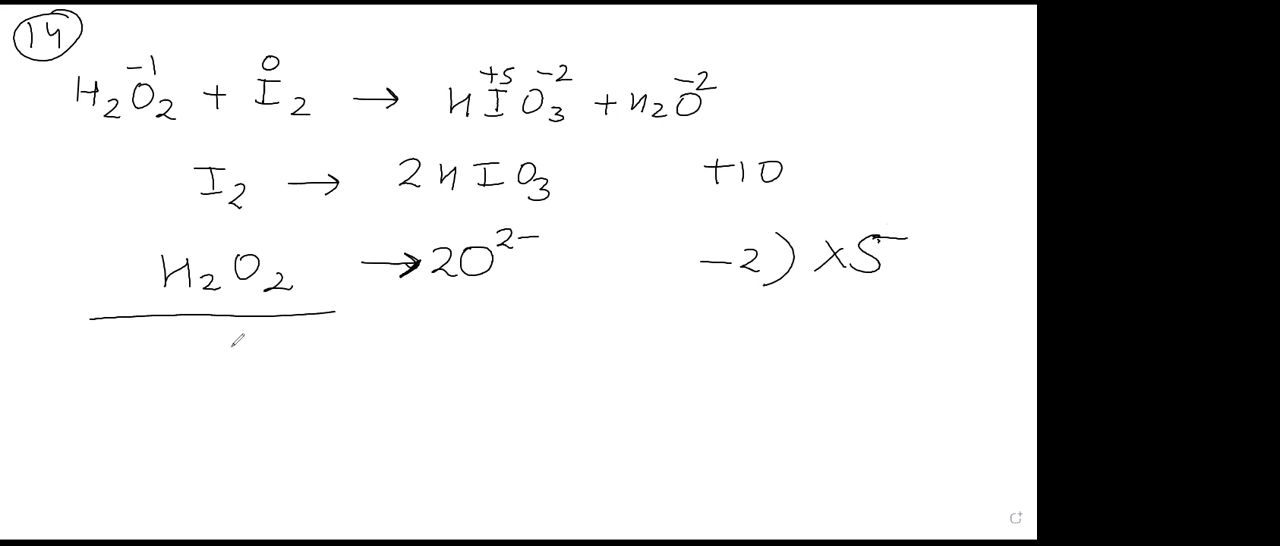 14
-1 0 +5 -2 -2
H₂O₂ + I₂ → HIO₃ + H₂O
I₂ → 2HIO₃ +10
H₂O₂ → 2O²⁻ -2) ×5